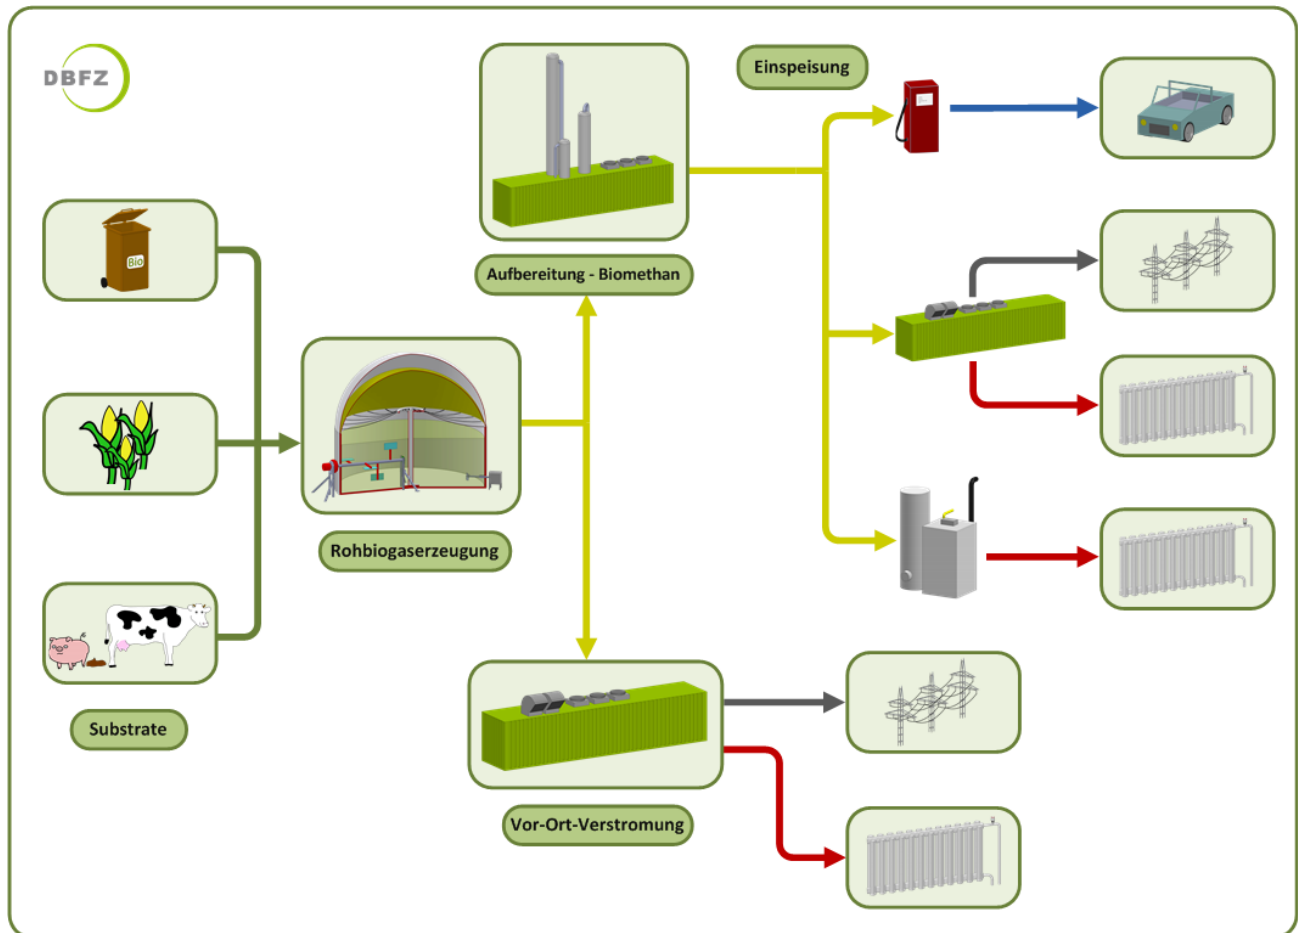 DBFZ
Einspeisung
Bio
Aufbereitung - Biomethan
Rohbiogaserzeugung
Substrate
Vor-Ort-Verstromung